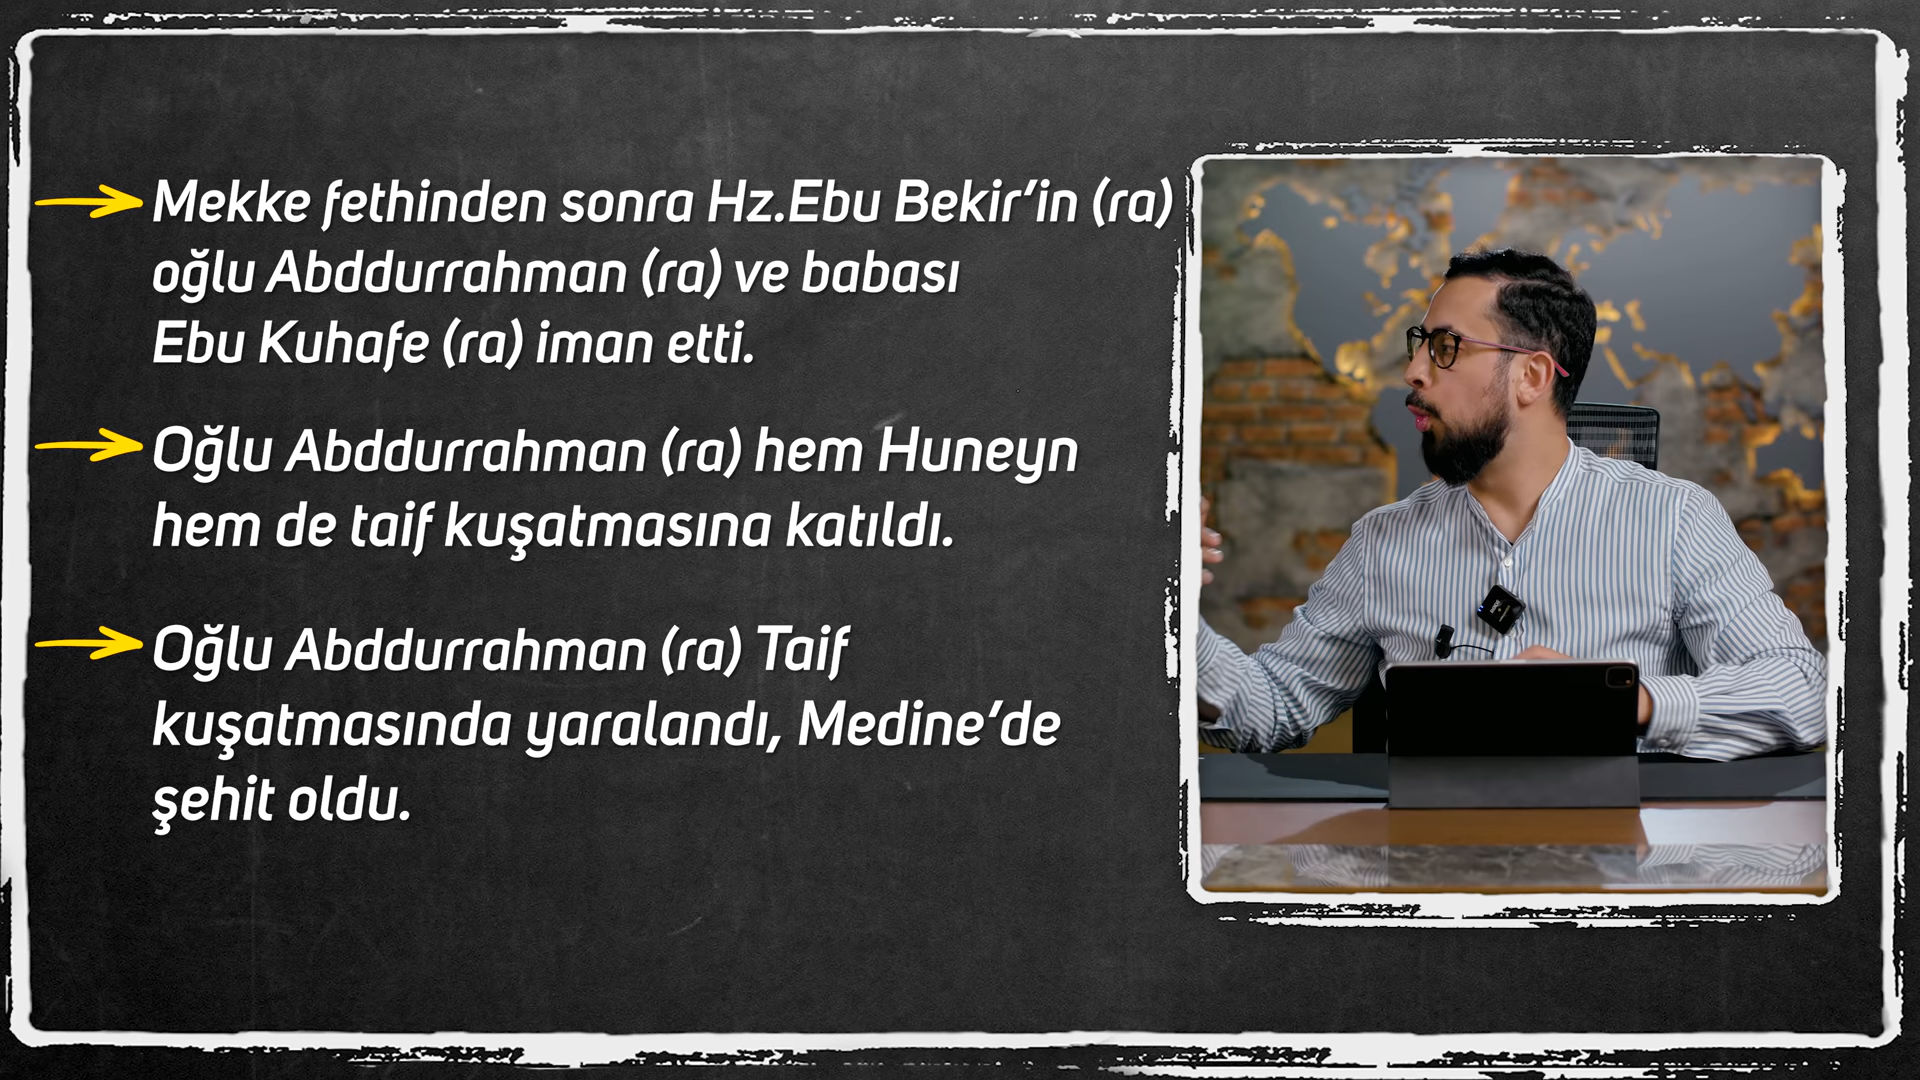 Mekke fethinden sonra Hz.Ebu Bekir’in (ra)
oğlu Abddurrahman (ra) ve babası
Ebu Kuhafe (ra) iman etti.
Oğlu Abddurrahman (ra) hem Huneyn
hem de taif kuşatmasına katıldı.
Oğlu Abddurrahman (ra) Taif
kuşatmasında yaralandı, Medine’de
şehit oldu.